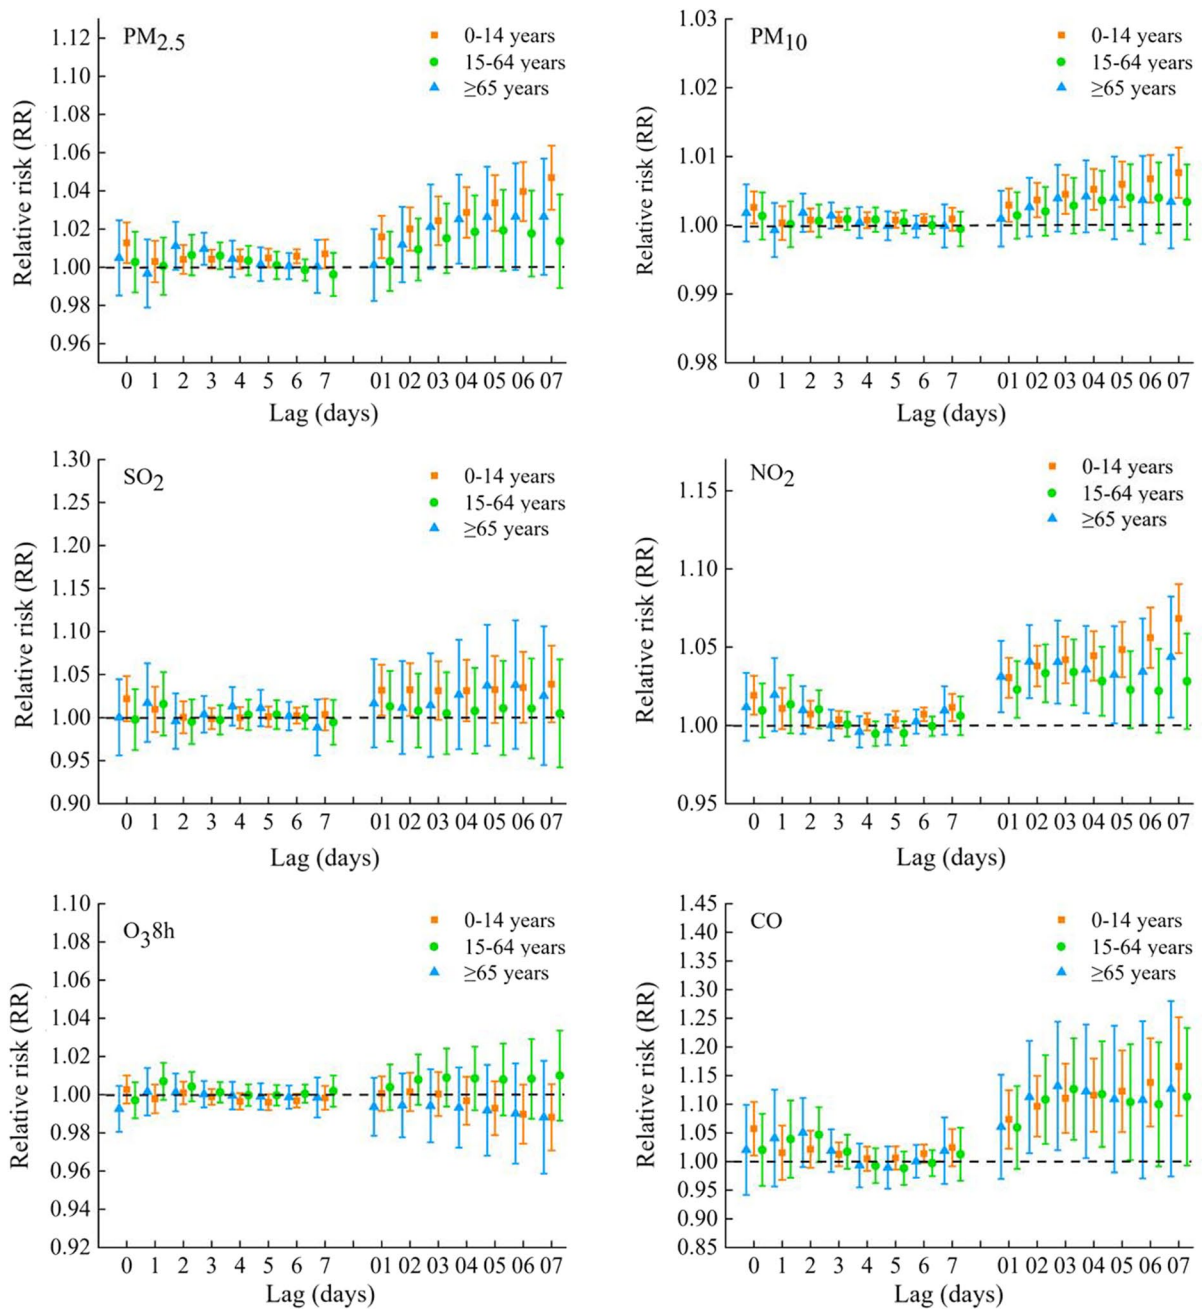 PM2.5
0-14 years
15-64 years
≥65 years
1.12
1.10
1.08
1.06
1.04
1.02
1.00
0.98
0.96
Relative risk (RR)
0 1 2 3 4 5 6 7 01 02 03 04 05 06 07
Lag (days)
PM10
0-14 years
15-64 years
≥65 years
1.03
1.02
1.01
1.00
0.99
0.98
Relative risk (RR)
0 1 2 3 4 5 6 7 01 02 03 04 05 06 07
Lag (days)
SO2
0-14 years
15-64 years
≥65 years
1.30
1.25
1.20
1.15
1.10
1.05
1.00
0.95
0.90
Relative risk (RR)
0 1 2 3 4 5 6 7 01 02 03 04 05 06 07
Lag (days)
NO2
0-14 years
15-64 years
≥65 years
1.15
1.10
1.05
1.00
0.95
Relative risk (RR)
0 1 2 3 4 5 6 7 01 02 03 04 05 06 07
Lag (days)
O38h
0-14 years
15-64 years
≥65 years
1.10
1.08
1.06
1.04
1.02
1.00
0.98
0.96
0.94
0.92
Relative risk (RR)
0 1 2 3 4 5 6 7 01 02 03 04 05 06 07
Lag (days)
CO
0-14 years
15-64 years
≥65 years
1.45
1.40
1.35
1.30
1.25
1.20
1.15
1.10
1.05
1.00
0.95
0.90
0.85
Relative risk (RR)
0 1 2 3 4 5 6 7 01 02 03 04 05 06 07
Lag (days)